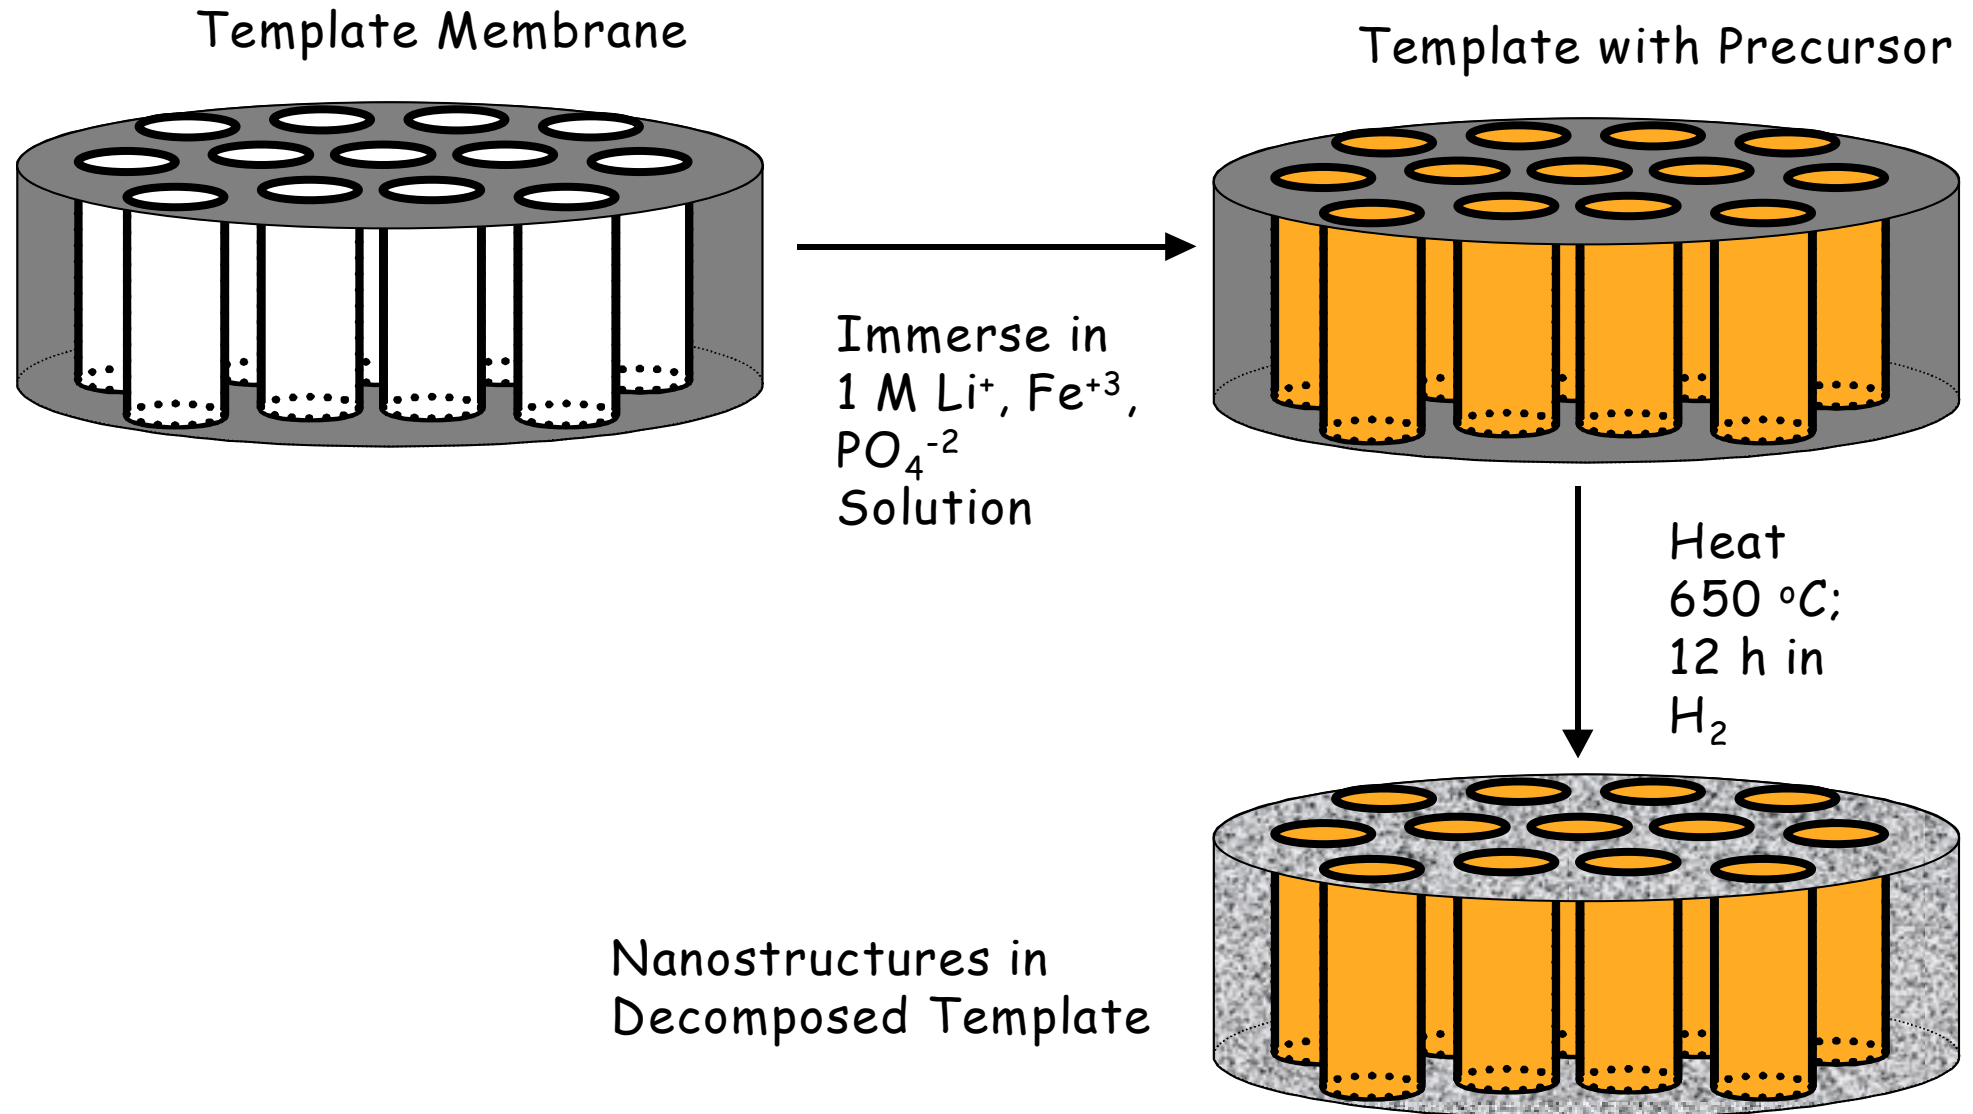 Template Membrane
Template with Precursor
Immerse in
1 M Li⁺, Fe⁺³,
PO₄⁻²
Solution
Heat
650 ºC;
12 h in
H₂
Nanostructures in
Decomposed Template